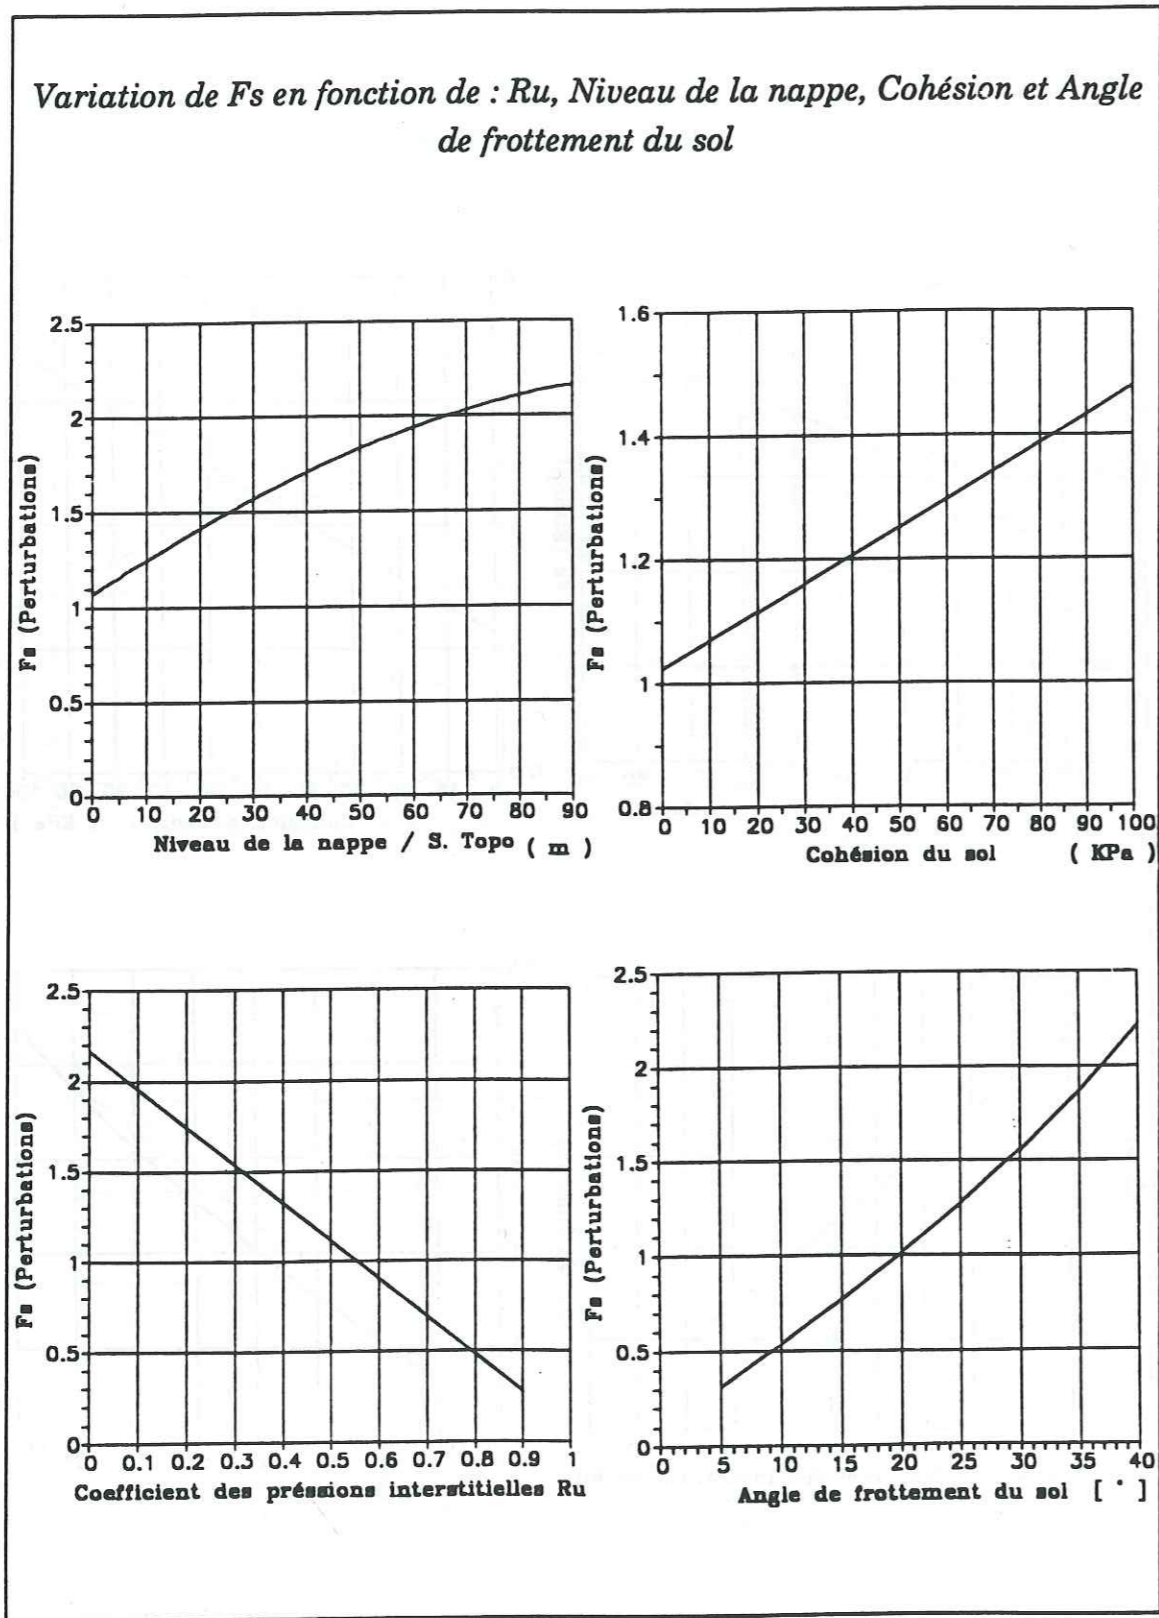 Variation de Fs en fonction de : Ru, Niveau de la nappe, Cohésion et Angle
de frottement du sol
Fs (Perturbations)
2.5
2
1.5
1
0.5
0
0 10 20 30 40 50 60 70 80 90
Niveau de la nappe / S. Topo ( m )
Fs (Perturbations)
1.6
1.4
1.2
1
0.8
0 10 20 30 40 50 60 70 80 90 100
Cohésion du sol ( KPa )
Fs (Perturbations)
2.5
2
1.5
1
0.5
0
0 0.1 0.2 0.3 0.4 0.5 0.6 0.7 0.8 0.9 1
Coefficient des préssions interstitielles Ru
Fs (Perturbations)
2.5
2
1.5
1
0.5
0
0 5 10 15 20 25 30 35 40
Angle de frottement du sol [ ° ]